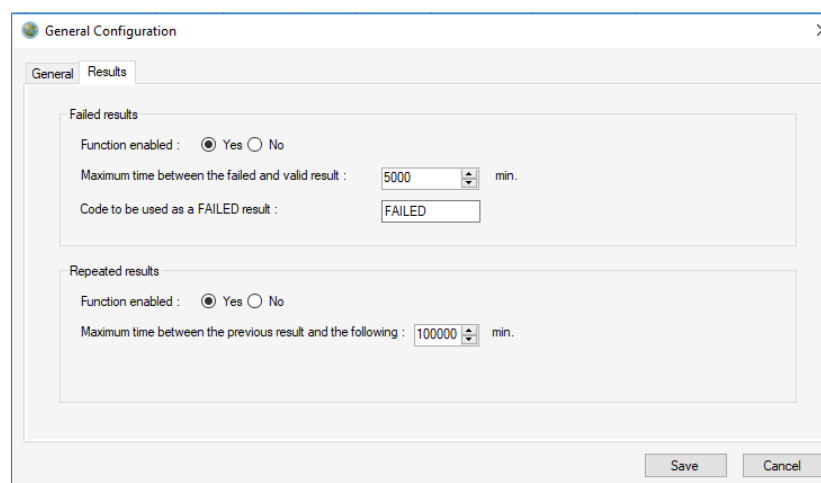 General Configuration
General Results
Failed results
Function enabled : Yes No
Maximum time between the failed and valid result : 5000 min.
Code to be used as a FAILED result : FAILED
Repeated results
Function enabled : Yes No
Maximum time between the previous result and the following : 100000 min.
Save Cancel